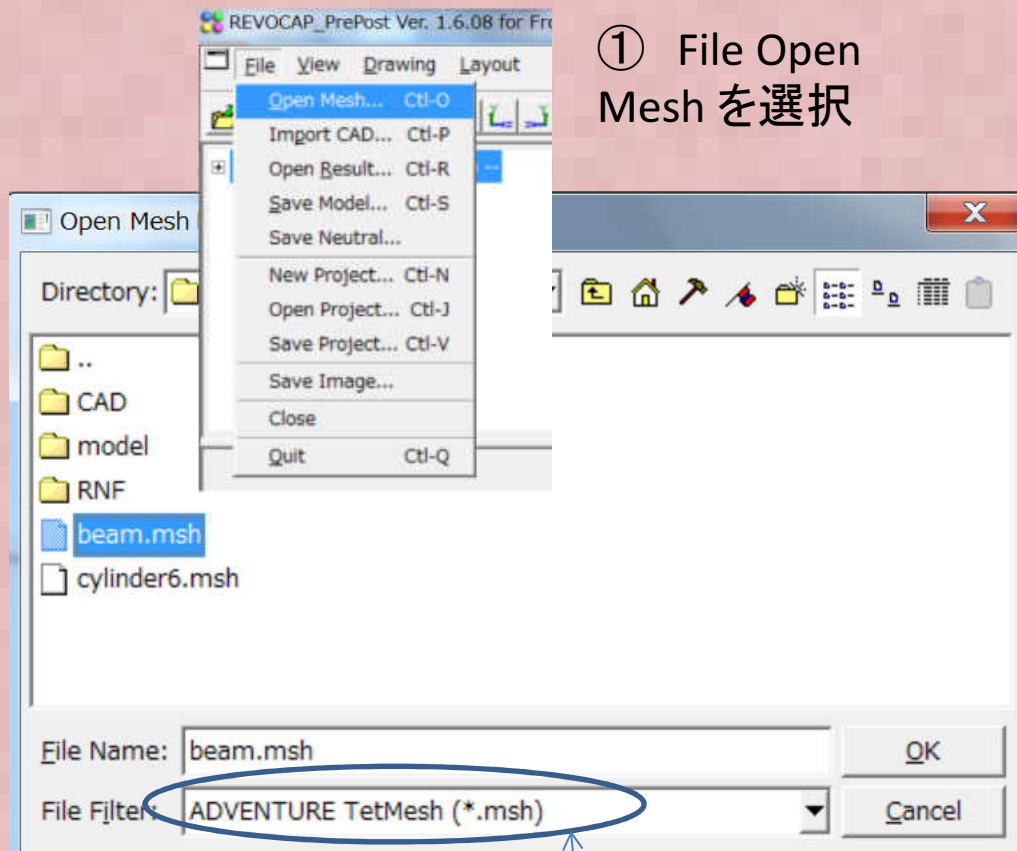 REVOCAP_PrePost Ver. 1.6.08 for
① File Open
Mesh を選択
File View Drawing Layout
Open Mesh... Ctl-O
Import CAD... Ctl-P
Open Result... Ctl-R
Save Model... Ctl-S
Save Neutral...
New Project... Ctl-N
Open Project... Ctl-J
Save Project... Ctl-V
Save Image...
Close
Quit Ctl-Q
Open Mesh
Directory:
..
CAD
model
RNF
beam.msh
cylinder6.msh
File Name: beam.msh OK
File Filter: ADVENTURE TetMesh (*.msh) Cancel